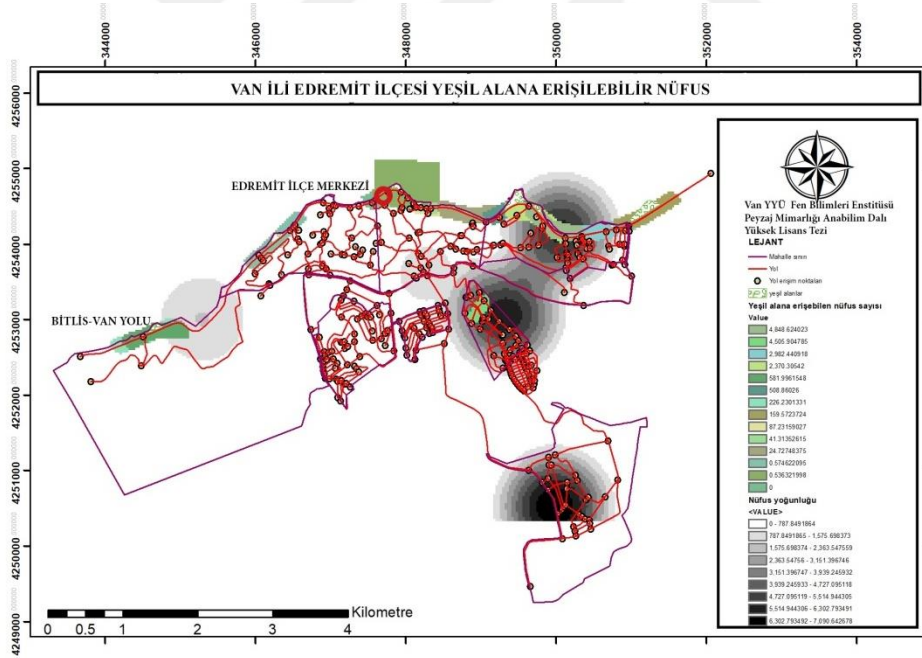 344000
346000
348000
350000
352000
354000
VAN İLİ EDREMİT İLÇESİ YEŞİL ALANA ERİŞİLEBİLİR NÜFUS
4256000
4255000
4254000
4253000
4252000
4251000
4250000
4249000
EDREMİT İLÇE MERKEZİ
BİTLİS-VAN YOLU
Van YYÜ Fen Bilimleri Enstitüsü
Peyzaj Mimarlığı Anabilim Dalı
Yüksek Lisans Tezi
LEJANT
Mahalle sınırı
Yol
Yol erişim noktaları
yeşil alanlar
Yeşil alana erişebilen nüfus sayısı
Value
4,848.624023
4,505.904785
2,982.440918
2,370.30542
581.9961548
508.86026
226.2301331
159.5723724
87.23159027
41.31352615
24.72748375
0.574622095
0.536321998
0
Nüfus yoğunluğu
<VALUE>
0 - 787.8491864
787.8491865 - 1,575.698373
1,575.698374 - 2,363.547559
2,363.54756 - 3,151.396746
3,151.396747 - 3,939.245932
3,939.245933 - 4,727.095118
4,727.095119 - 5,514.944305
5,514.944306 - 6,302.793491
6,302.793492 - 7,090.642678
Kilometre
0 0.5 1 2 3 4